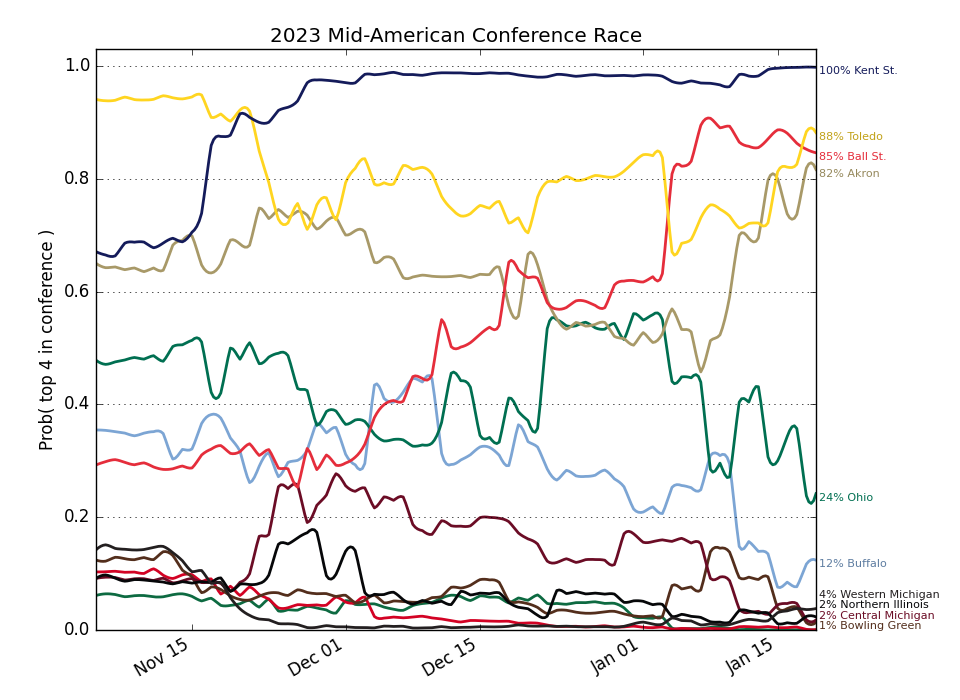 2023 Mid-American Conference Race
Prob( top 4 in conference )
1.0
0.8
0.6
0.4
0.2
0.0
Nov 15
Dec 01
Dec 15
Jan 01
Jan 15
100% Kent St.
88% Toledo
85% Ball St.
82% Akron
24% Ohio
12% Buffalo
4% Western Michigan
2% Northern Illinois
2% Central Michigan
1% Bowling Green